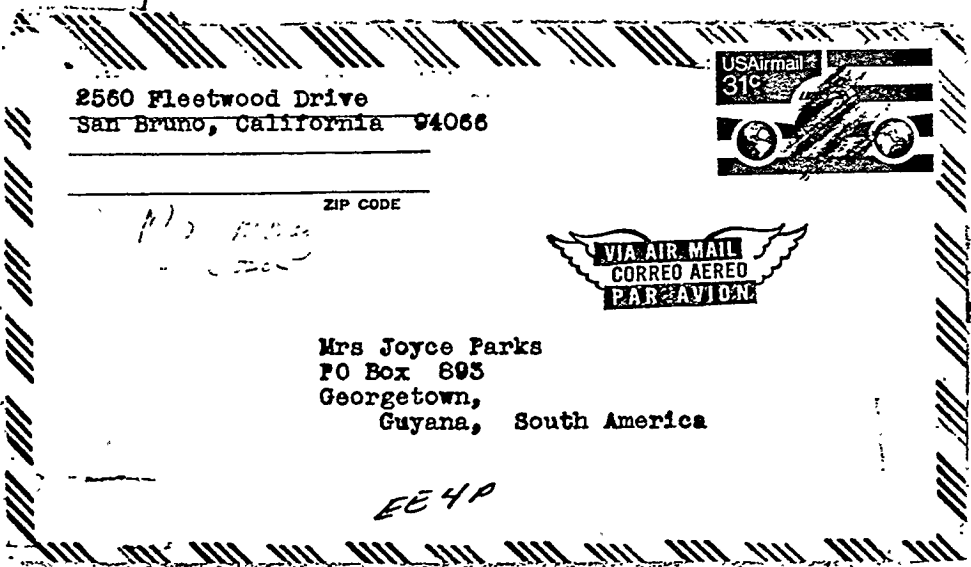 2560 Fleetwood Drive
San Bruno, California 94066
ZIP CODE
USAirmail
31¢
VIA AIR MAIL
CORREO AEREO
PAR AVION
Mrs Joyce Parks
PO Box 893
Georgetown,
Guyana, South America
EE4P